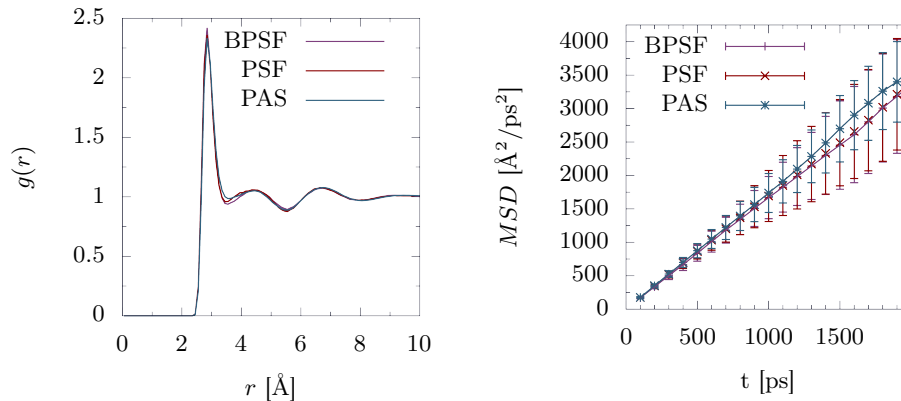 2.5
2
1.5
1
0.5
0
g(r)
BPSF
PSF
PAS
0 2 4 6 8 10
r [Å]
4000
3500
3000
2500
2000
1500
1000
500
0
MSD [Å²/ps²]
BPSF
PSF
PAS
0 500 1000 1500
t [ps]